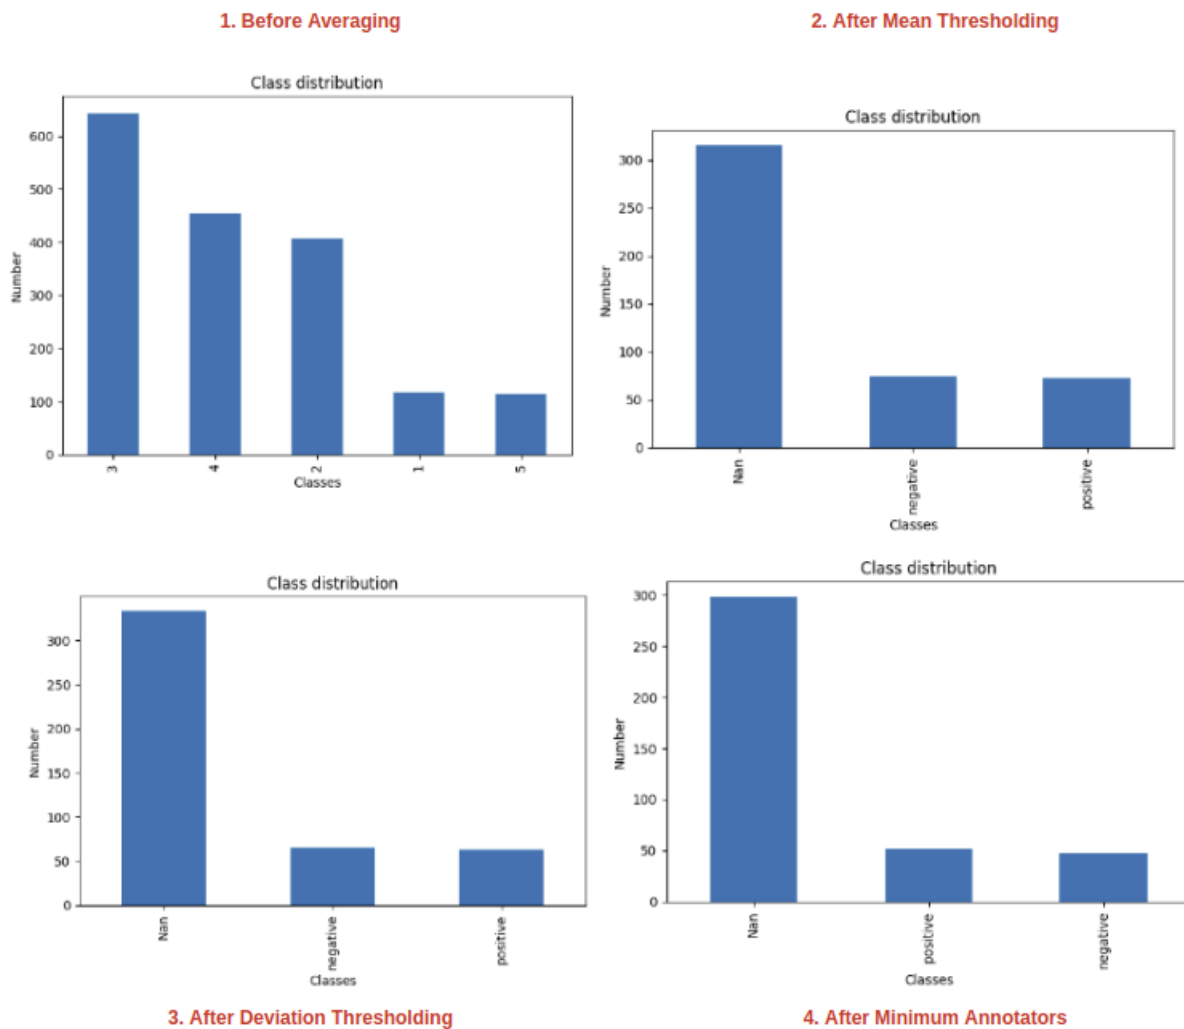 1. Before Averaging
2. After Mean Thresholding
Class distribution
600
500
400
300
200
100
0
Number
3
4
2
1
5
Classes
Class distribution
300
250
200
150
100
50
0
Number
Nan
negative
positive
Classes
Class distribution
300
250
200
150
100
50
0
Number
Nan
negative
positive
Classes
3. After Deviation Thresholding
Class distribution
300
250
200
150
100
50
0
Number
Nan
positive
negative
Classes
4. After Minimum Annotators